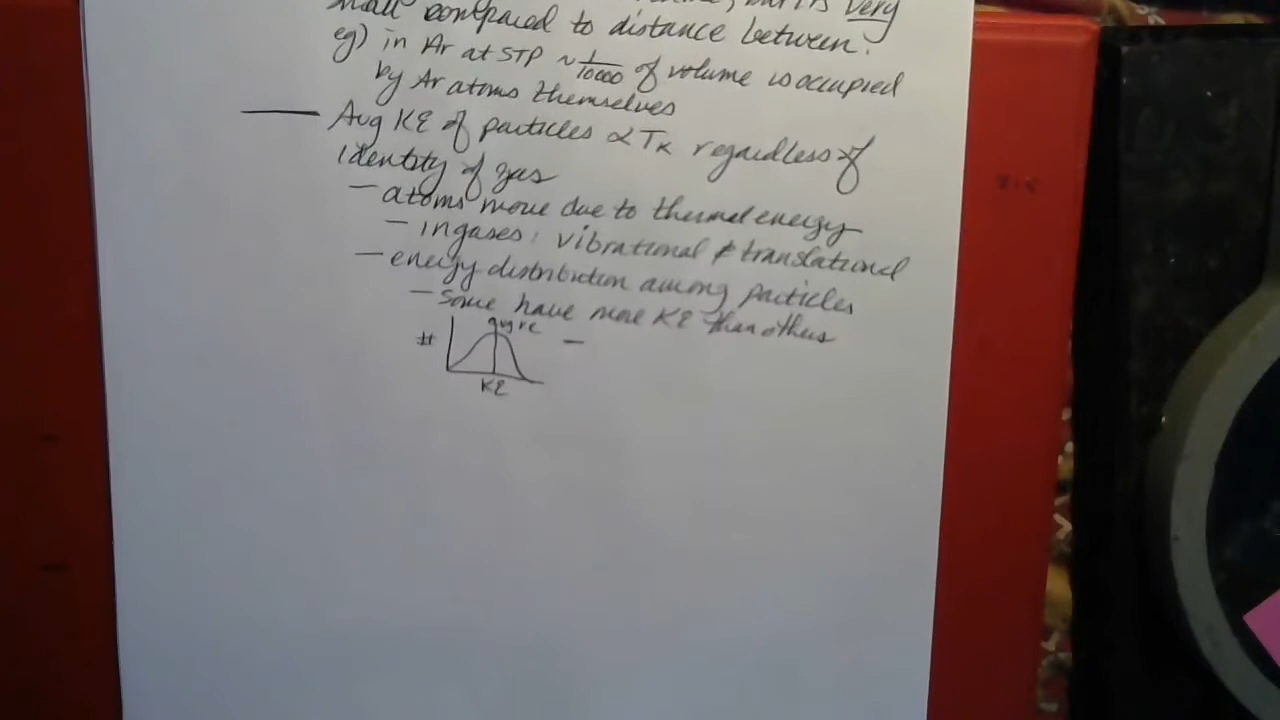 small compared to distance between.
eg) in Ar at STP ~ 1/10000 of volume is occupied
by Ar atoms themselves
Avg KE of particles ∝ TK regardless of
identity of gas
- atoms move due to thermal energy
- in gases: vibrational & translational
- energy distribution among particles
- some have more KE than others
avg KE
#
KE